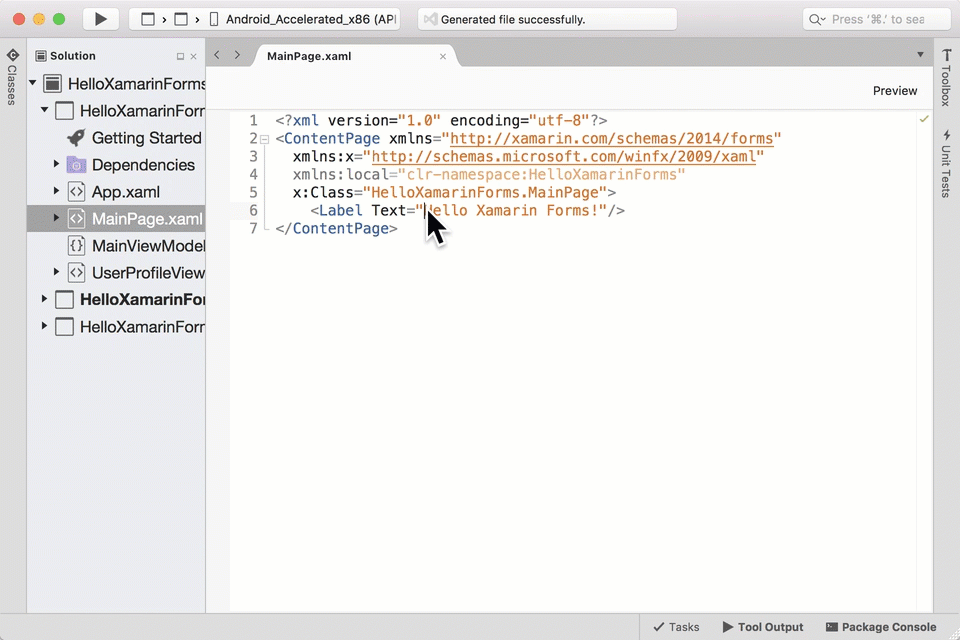 Android_Accelerated_x86 (API
Generated file successfully.
Press ‘⌘.’ to sea
Classes
Solution
HelloXamarinForms
HelloXamarinForr
Getting Started
Dependencies
App.xaml
MainPage.xaml
MainViewModel
UserProfileView
HelloXamarinFor
HelloXamarinForr
MainPage.xaml
Preview
1 <?xml version="1.0" encoding="utf-8"?>
2 <ContentPage xmlns="http://xamarin.com/schemas/2014/forms"
3 xmlns:x="http://schemas.microsoft.com/winfx/2009/xaml"
4 xmlns:local="clr-namespace:HelloXamarinForms"
5 x:Class="HelloXamarinForms.MainPage">
6 <Label Text="Hello Xamarin Forms!"/>
7 </ContentPage>
Toolbox
Unit Tests
Tasks
Tool Output
Package Console